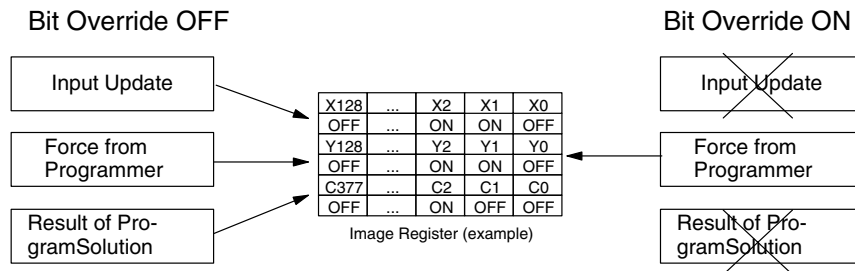 Bit Override OFF
Bit Override ON
Input Update
Force from
Programmer
Result of Pro-
gramSolution
X128 ... X2 X1 X0
OFF ... ON ON OFF
Y128 ... Y2 Y1 Y0
OFF ... ON ON OFF
C377 ... C2 C1 C0
OFF ... ON OFF OFF
Image Register (example)
Input Update
Force from
Programmer
Result of Pro-
gramSolution